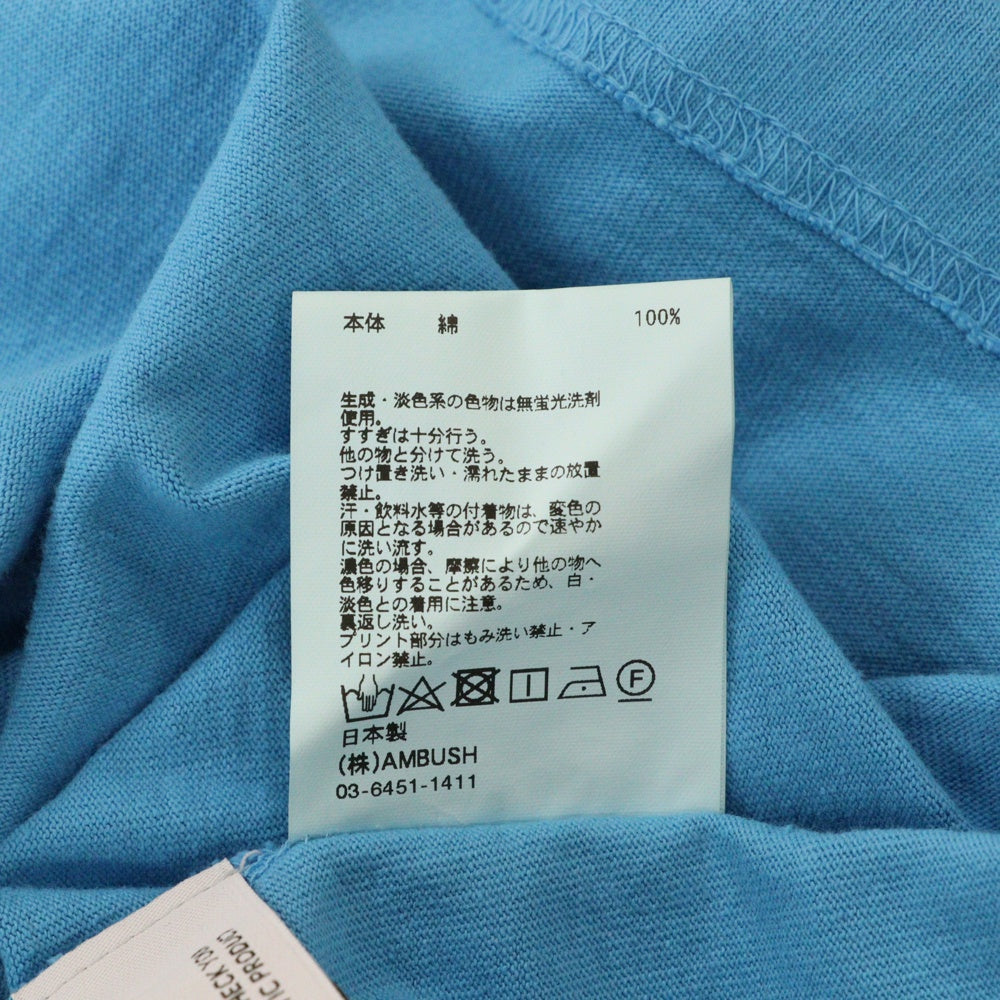 本体 綿 100%
生成・淡色系の色物は無蛍光洗剤
使用。
すすぎは十分行う。
他の物と分けて洗う。
つけ置き洗い・濡れたままの放置
禁止。
汗・飲料水等の付着物は、変色の
原因となる場合があるので速やか
に洗い流す。
濃色の場合、摩擦により他の物へ
色移りすることがあるため、白・
淡色との着用に注意。
裏返し洗い。
プリント部分はもみ洗い禁止・ア
イロン禁止。
F
日本製
(株)AMBUSH
03-6451-1411